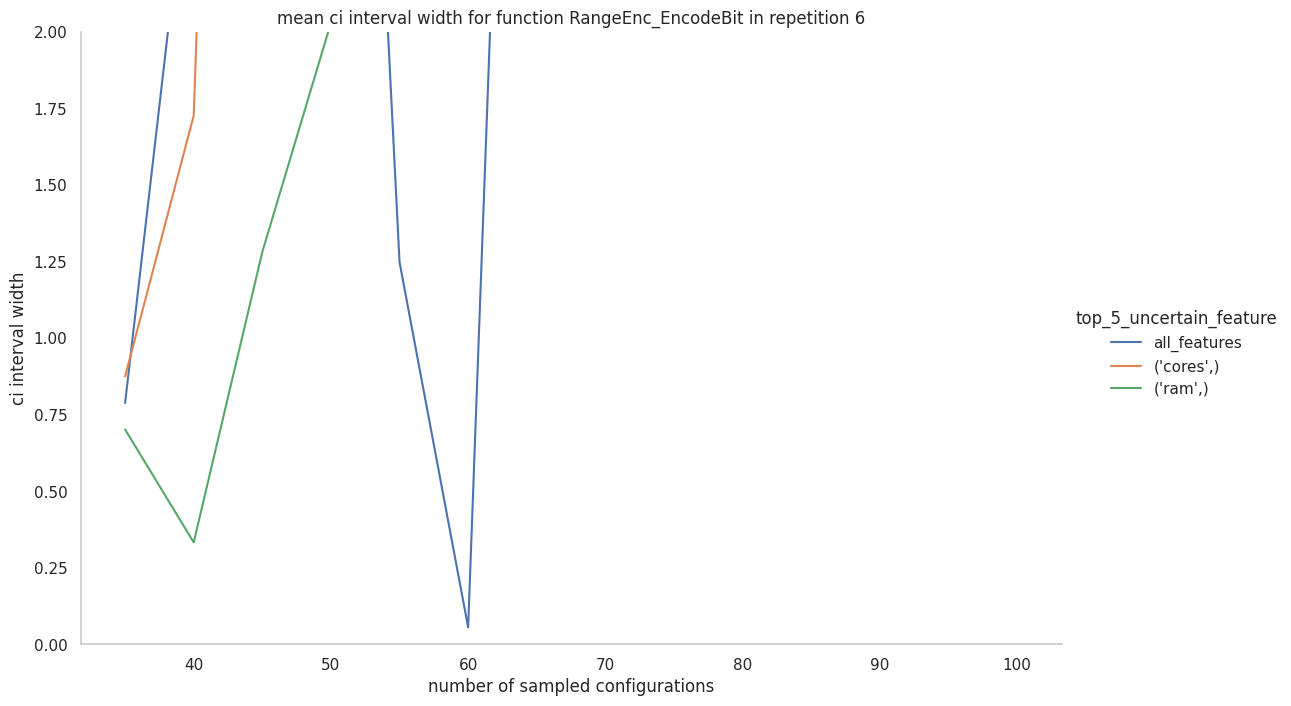 mean ci interval width for function RangeEnc_EncodeBit in repetition 6
2.00
1.75
1.50
1.25
1.00
0.75
0.50
0.25
0.00
ci interval width
40 50 60 70 80 90 100
number of sampled configurations
top_5_uncertain_feature
all_features
('cores',)
('ram',)